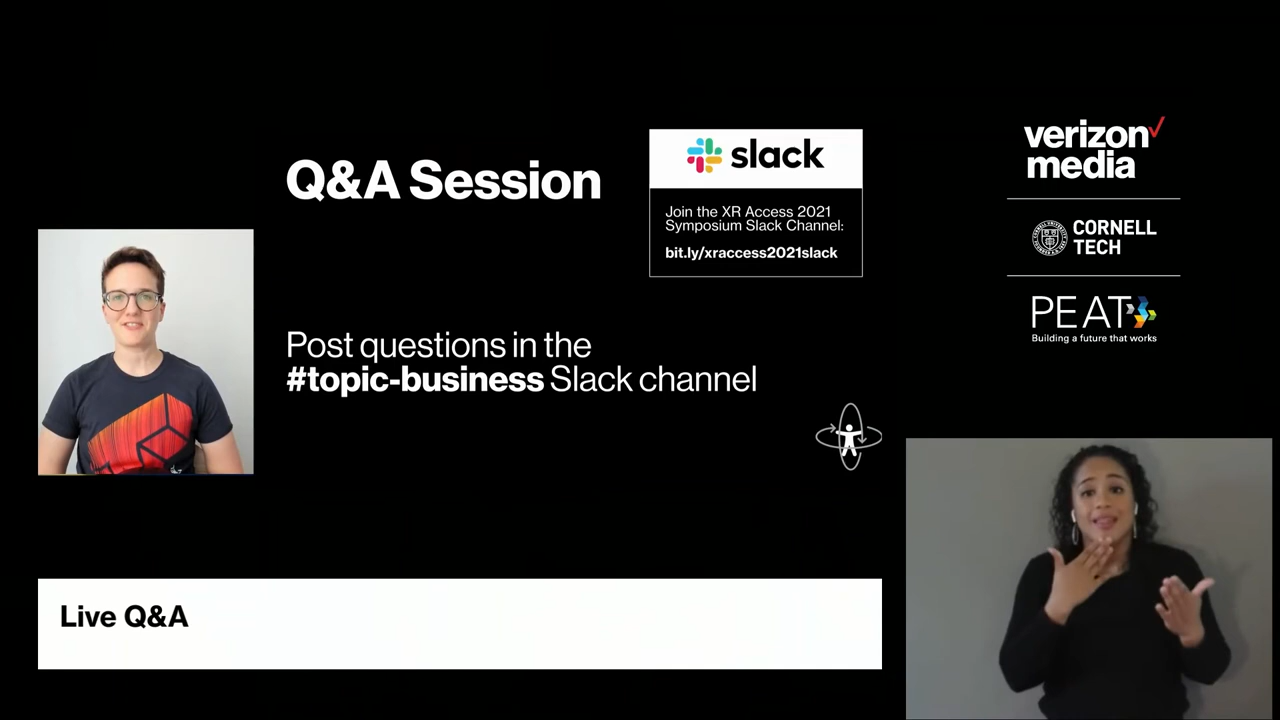 Q&A Session
slack
Join the XR Access 2021
Symposium Slack Channel:
bit.ly/xraccess2021slack
Post questions in the
#topic-business Slack channel
Live Q&A
verizon
media
CORNELL
TECH
PEAT
Building a future that works